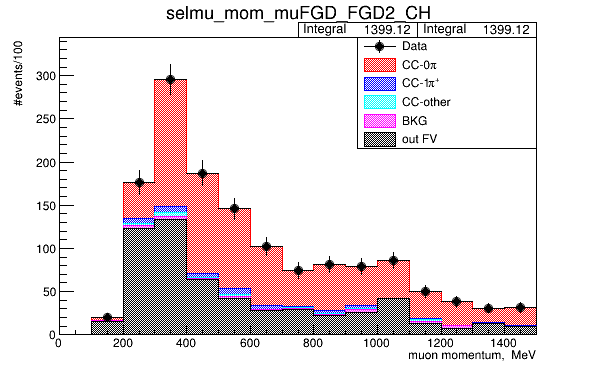 selmu_mom_muFGD_FGD2_CH
Integral 1399.12 Integral 1399.12
Data
CC-0π
CC-1π⁺
CC-other
BKG
out FV
#events/100
300
250
200
150
100
50
0
0 200 400 600 800 1000 1200 1400
muon momentum, MeV